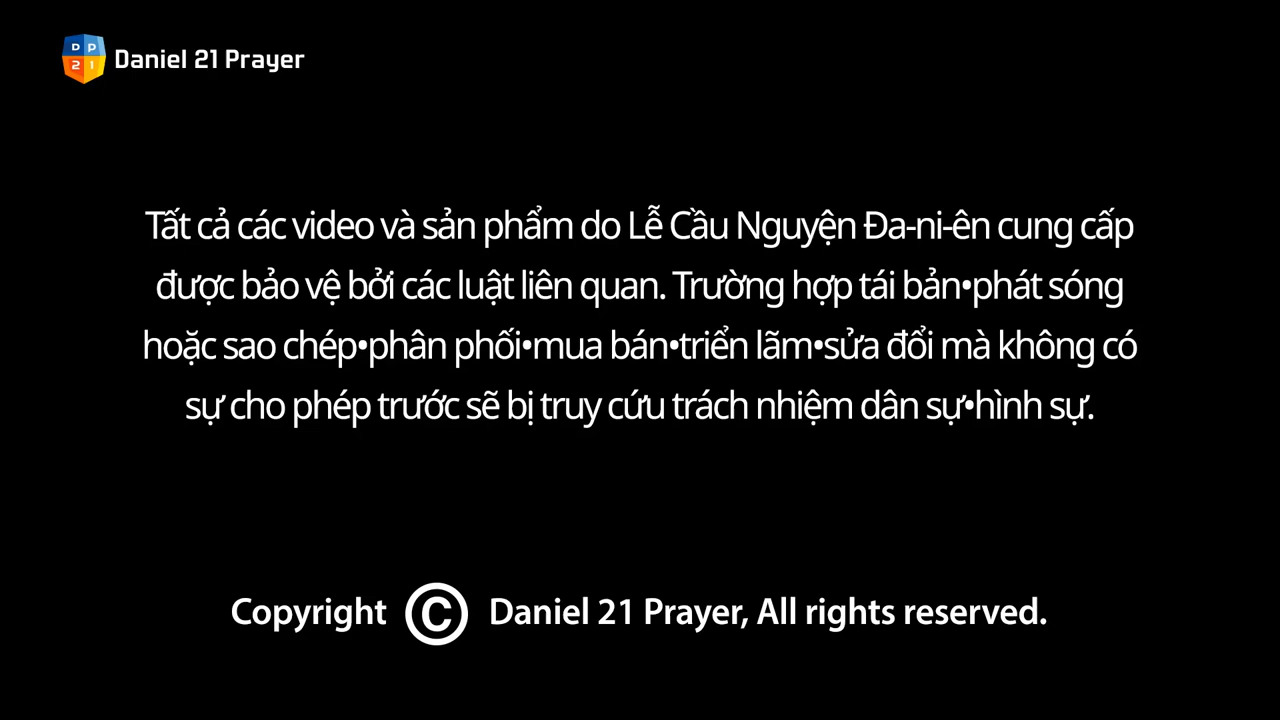 DP
21
Daniel 21 Prayer
Tất cả các video và sản phẩm do Lễ Cầu Nguyện Đa-ni-ên cung cấp
được bảo vệ bởi các luật liên quan. Trường hợp tái bản•phát sóng
hoặc sao chép•phân phối•mua bán•triển lãm•sửa đổi mà không có
sự cho phép trước sẽ bị truy cứu trách nhiệm dân sự•hình sự.
Copyright © Daniel 21 Prayer, All rights reserved.